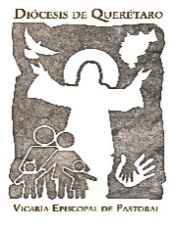 DIÓCESIS DE QUERÉTARO
VICARÍA EPISCOPAL DE PASTORAL